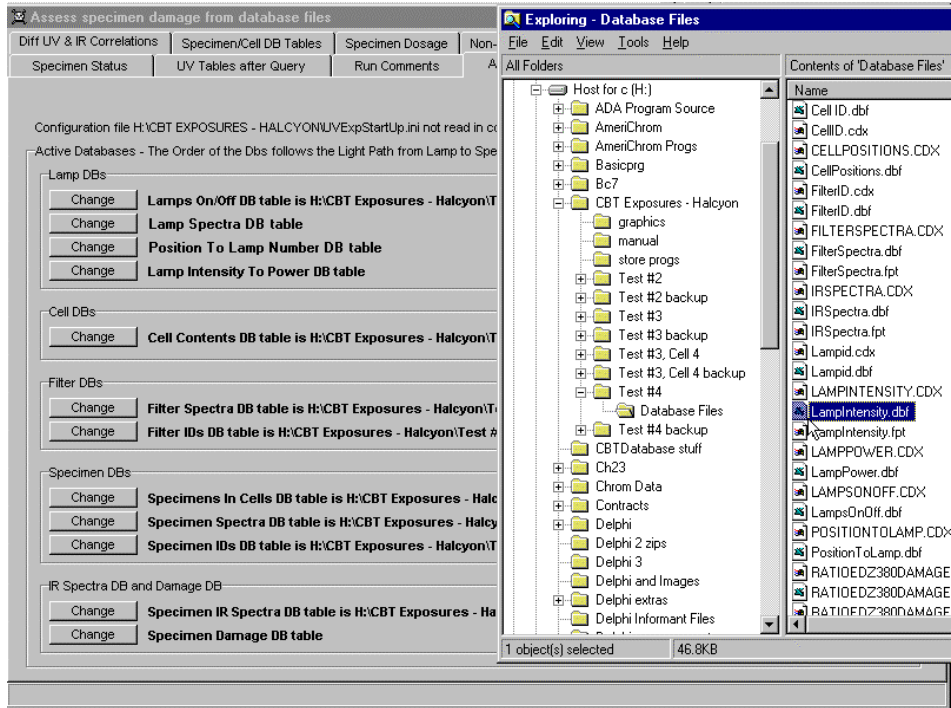 Assess specimen damage from database files
Diff UV & IR Correlations
Specimen/Cell DB Tables
Specimen Dosage
Non-
Specimen Status
UV Tables after Query
Run Comments
A
Configuration file H:\CBT EXPOSURES - HALCYON\UVExpStartUp.ini not read in co
Active Databases - The Order of the Dbs follows the Light Path from Lamp to Spe
Lamp DBs
Change Lamps On/Off DB table is H:\CBT Exposures - Halcyon\T
Change Lamp Spectra DB table
Change Position To Lamp Number DB table
Change Lamp Intensity To Power DB table
Cell DBs
Change Cell Contents DB table is H:\CBT Exposures - Halcyon\T
Filter DBs
Change Filter Spectra DB table is H:\CBT Exposures - Halcyon\T
Change Filter IDs DB table is H:\CBT Exposures - Halcyon\Test #
Specimen DBs
Change Specimens In Cells DB table is H:\CBT Exposures - Halc
Change Specimen Spectra DB table is H:\CBT Exposures - Halcy
Change Specimen IDs DB table is H:\CBT Exposures - Halcyon\T
IR Spectra DB and Damage DB
Change Specimen IR Spectra DB table is H:\CBT Exposures - Ha
Change Specimen Damage DB table
Exploring - Database Files
File Edit View Tools Help
All Folders
Host for c (H:)
ADA Program Source
AmeriChrom
AmeriChrom Progs
Basicprg
Bc7
CBT Exposures - Halcyon
graphics
manual
store progs
Test #2
Test #2 backup
Test #3
Test #3 backup
Test #3, Cell 4
Test #3, Cell 4 backup
Test #4
Database Files
Test #4 backup
CBTDatabase stuff
Ch23
Chrom Data
Contracts
Delphi
Delphi 2 zips
Delphi 3
Delphi and Images
Delphi extras
Delphi Informant Files
Contents of 'Database Files'
Name
Cell ID.dbf
CellID.cdx
CELLPOSITIONS.CDX
CellPositions.dbf
FilterID.cdx
FilterID.dbf
FILTERSPECTRA.CDX
FilterSpectra.dbf
FilterSpectra.fpt
IRSPECTRA.CDX
IRSpectra.dbf
IRSpectra.fpt
Lampid.cdx
Lampid.dbf
LAMPINTENSITY.CDX
LampIntensity.dbf
LampIntensity.fpt
LAMPPOWER.CDX
LampPower.dbf
LAMPSONOFF.CDX
LampsOnOff.dbf
POSITIONTOLAMP.CDX
PositionToLamp.dbf
RATIOEDZ380DAMAGE
RATIOEDZ380DAMAGE
RATIOEDZ380DAMAGE
1 object(s) selected
46.8KB